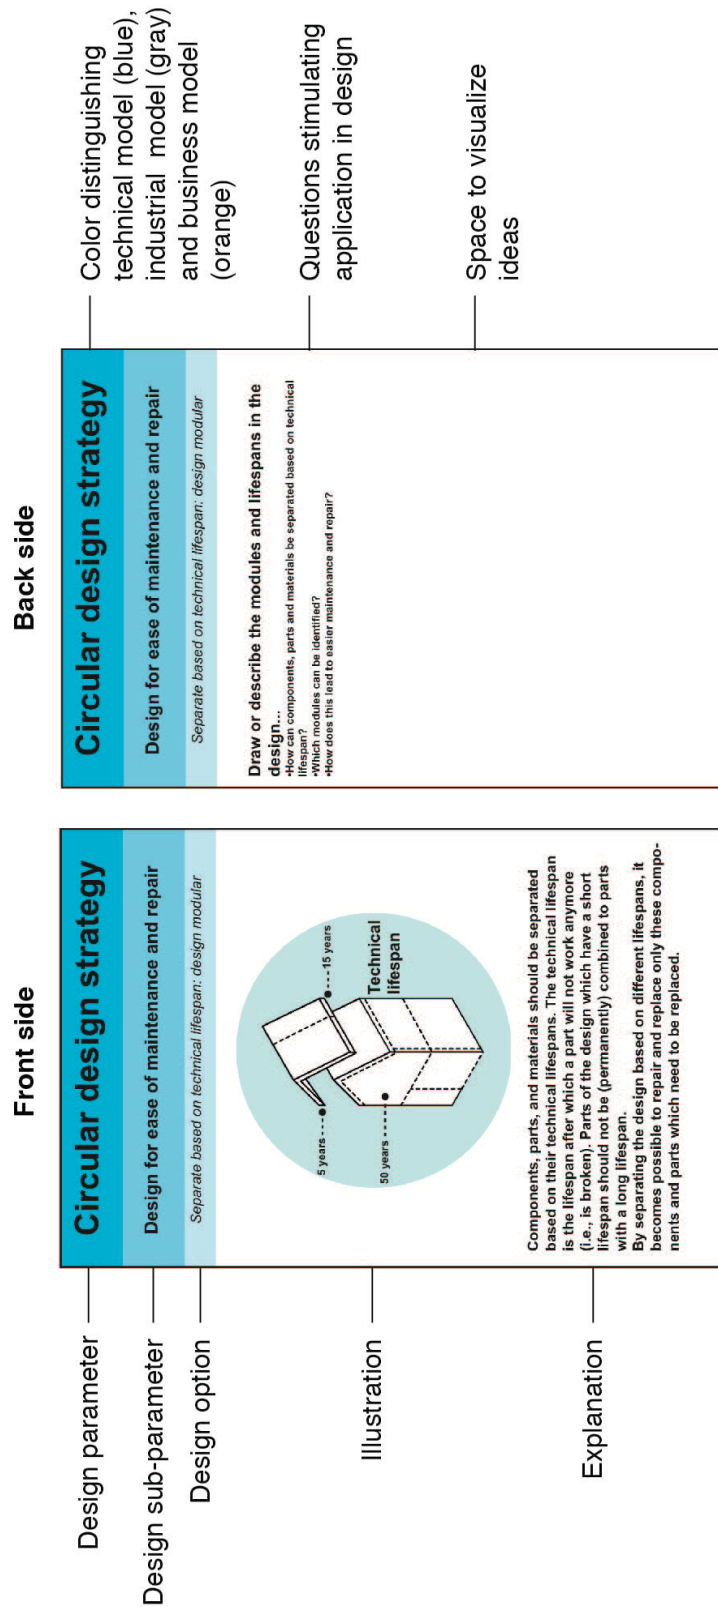 Front side
Back side
Design parameter
Design sub-parameter
Design option
Illustration
Explanation
Circular design strategy
Design for ease of maintenance and repair
Separate based on technical lifespan: design modular
5 years
15 years
50 years
Technical
lifespan
Components, parts, and materials should be separated
based on their technical lifespans. The technical lifespan
is the lifespan after which a part will not work anymore
(i.e., is broken). Parts of the design which have a short
lifespan should not be (permanently) combined to parts
with a long lifespan.
By separating the design based on different lifespans, it
becomes possible to repair and replace only these compo-
nents and parts which need to be replaced.
Circular design strategy
Design for ease of maintenance and repair
Separate based on technical lifespan: design modular
Draw or describe the modules and lifespans in the
design...
•How can components, parts and materials be separated based on technical
lifespan?
•Which modules can be identified?
•How does this lead to easier maintenance and repair?
Color distinguishing
technical model (blue),
industrial model (gray)
and business model
(orange)
Questions stimulating
application in design
Space to visualize
ideas